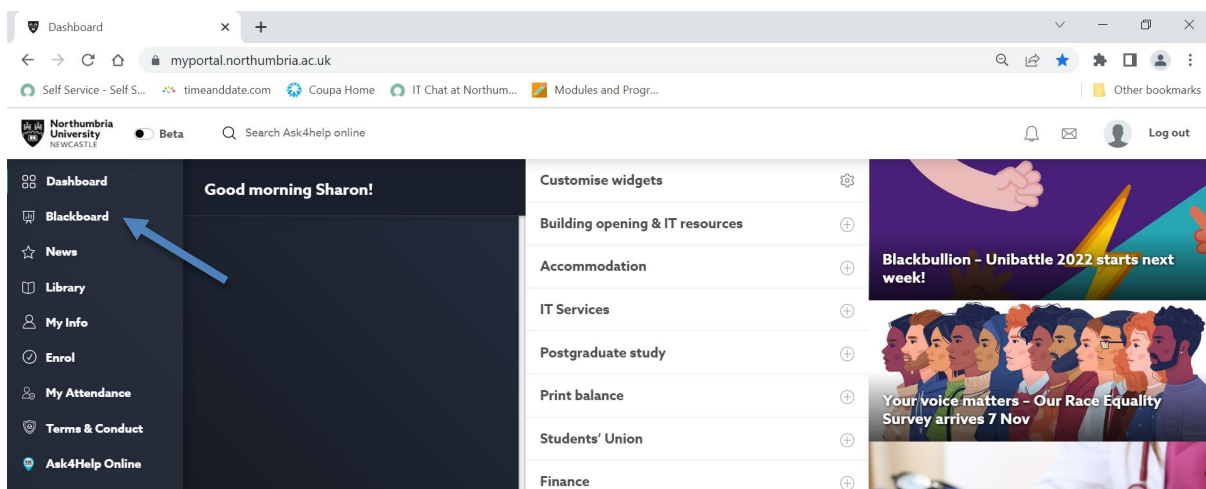 Dashboard
myportal.northumbria.ac.uk
Self Service - Self S... timeanddate.com Coupa Home IT Chat at Northum... Modules and Progr... Other bookmarks
Northumbria
University
NEWCASTLE
Beta
Search Ask4help online
Log out
Dashboard
Blackboard
News
Library
My Info
Enrol
My Attendance
Terms & Conduct
Ask4Help Online
Good morning Sharon!
Customise widgets
Building opening & IT resources
Accommodation
IT Services
Postgraduate study
Print balance
Students' Union
Finance
Blackbullion – Unibattle 2022 starts next
week!
Your voice matters – Our Race Equality
Survey arrives 7 Nov